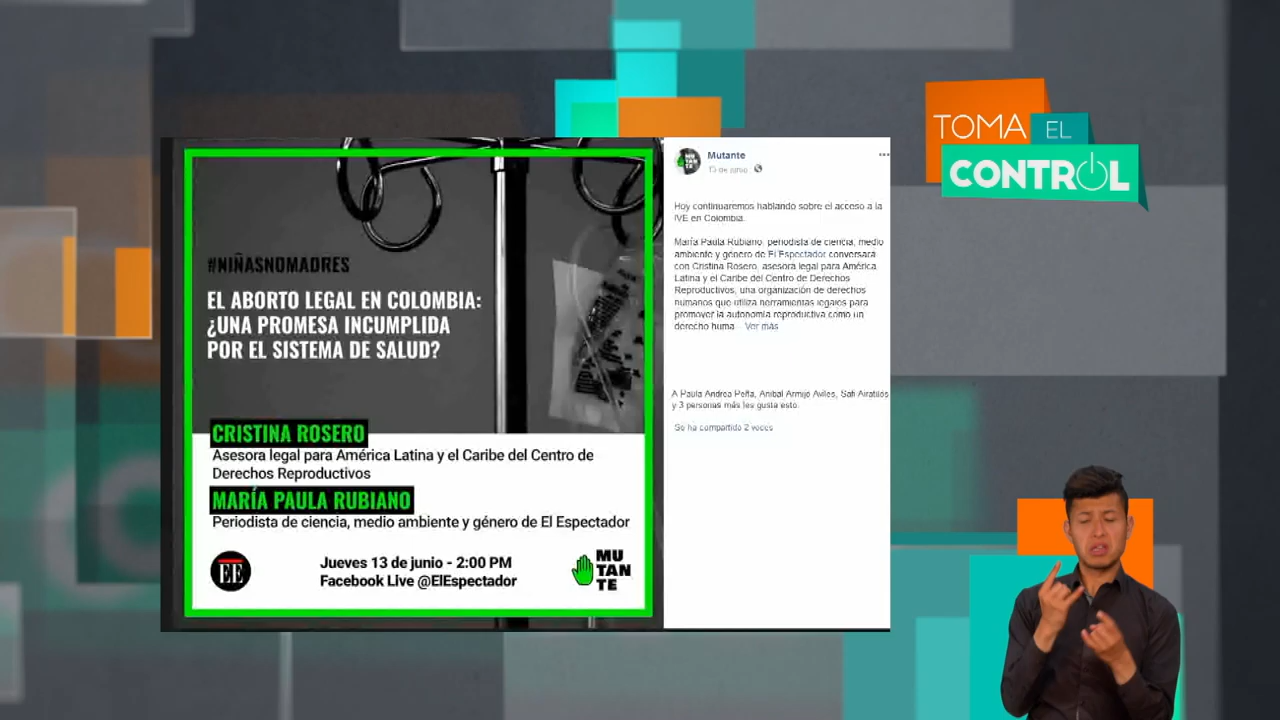 #NIÑASNOMADRES
EL ABORTO LEGAL EN COLOMBIA:
¿UNA PROMESA INCUMPLIDA
POR EL SISTEMA DE SALUD?
CRISTINA ROSERO
Asesora legal para América Latina y el Caribe del Centro de
Derechos Reproductivos
MARÍA PAULA RUBIANO
Periodista de ciencia, medio ambiente y género de El Espectador
EE
Jueves 13 de junio - 2:00 PM
Facebook Live @ElEspectador
MU
TAN
TE
MU
TAN
TE
Mutante
13 de junio
Hoy continuaremos hablando sobre el acceso a la
IVE en Colombia.
María Paula Rubiano, periodista de ciencia, medio
ambiente y género de El Espectador conversará
con Cristina Rosero, asesora legal para América
Latina y el Caribe del Centro de Derechos
Reproductivos, una organización de derechos
humanos que utiliza herramientas legales para
promover la autonomía reproductiva como un
derecho huma... Ver más
A Paula Andrea Peña, Anibal Armijo Aviles, Safi
y 3 personas más les gusta esto.
Se ha compartido 2 veces
TOMA EL
CONTROL